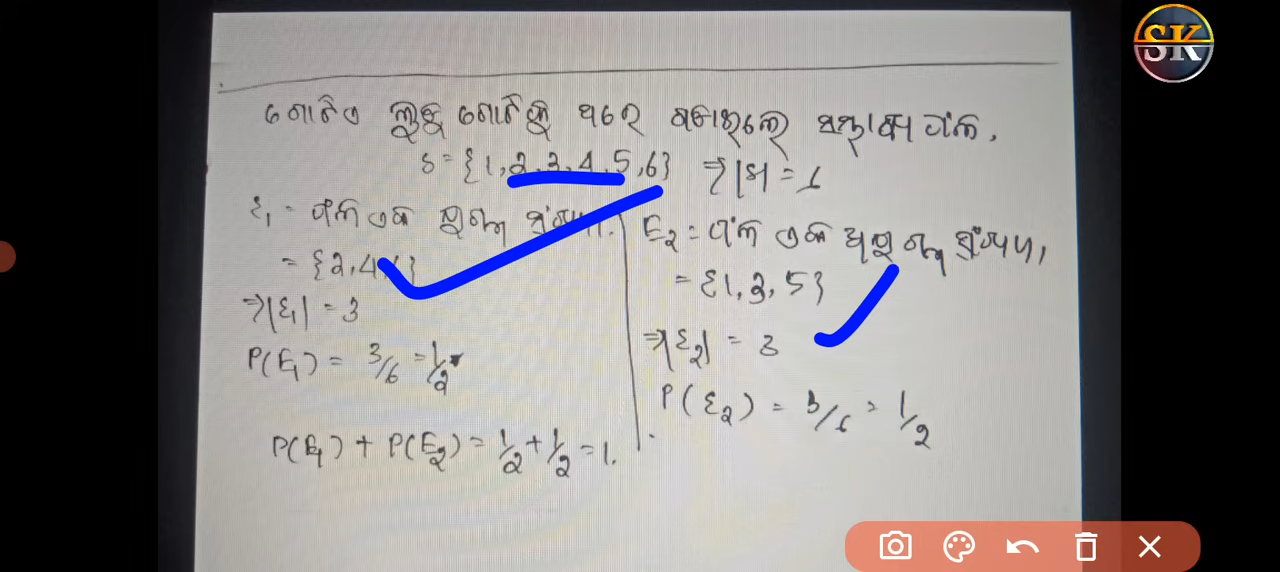 SK
ଗୋଟିଏ ଲୁଡୁ ଗୋଟିକୁ ଥରେ ଗଡାଇଲେ ସମ୍ଭାବ୍ୟ ଫଳ,
S = {1, 2, 3, 4, 5, 6} ⇒ |S| = 6
E₁ = ଫଳ ଏକ ଯୁଗ୍ମ ସଂଖ୍ୟା.
= {2, 4, 6}
⇒ |E₁| = 3
P(E₁) = 3/6 = 1/2
E₂ = ଫଳ ଏକ ଅଯୁଗ୍ମ ସଂଖ୍ୟା,
= {1, 3, 5}
⇒ |E₂| = 3
P(E₂) = 3/6 = 1/2
P(E₁) + P(E₂) = 1/2 + 1/2 = 1.